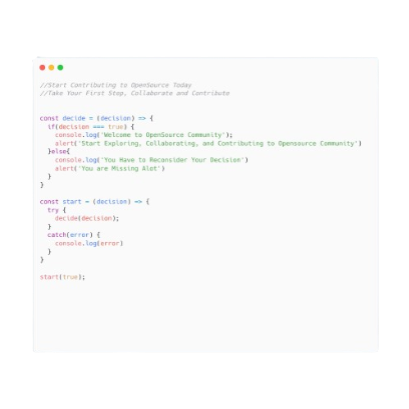 //Start Contributing to OpenSource Today
//Take Your First Step, Collaborate and Contribute
const decide = (decision) => {
if(decision === true) {
console.log('Welcome to OpenSource Community');
alert('Start Exploring, Collaborating, and Contributing to Opensource Community')
}else{
console.log('You Have to Reconsider Your Decision')
alert('You are Missing Alot')
}
}
const start = (decision) => {
try {
decide(decision);
}
catch(error) {
console.log(error)
}
}
start(true);